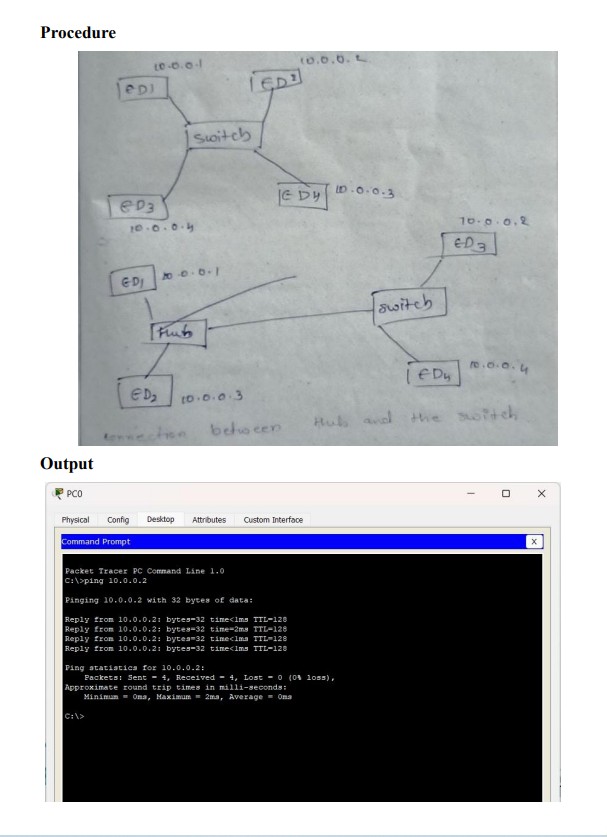 Procedure
10.0.0.1
10.0.0.2
ED1
ED2
Switch
ED4 10.0.0.3
ED3
10.0.0.4
10.0.0.2
ED3
ED1 10.0.0.1
Switch
Hub
ED4 10.0.0.4
ED2 10.0.0.3
connection between Hub and the switch
Output
PC0
Physical Config Desktop Attributes Custom Interface
Command Prompt X
Packet Tracer PC Command Line 1.0
C:\>ping 10.0.0.2
Pinging 10.0.0.2 with 32 bytes of data:
Reply from 10.0.0.2: bytes=32 time<1ms TTL=128
Reply from 10.0.0.2: bytes=32 time=2ms TTL=128
Reply from 10.0.0.2: bytes=32 time<1ms TTL=128
Reply from 10.0.0.2: bytes=32 time<1ms TTL=128
Ping statistics for 10.0.0.2:
Packets: Sent = 4, Received = 4, Lost = 0 (0% loss),
Approximate round trip times in milli-seconds:
Minimum = 0ms, Maximum = 2ms, Average = 0ms
C:\>